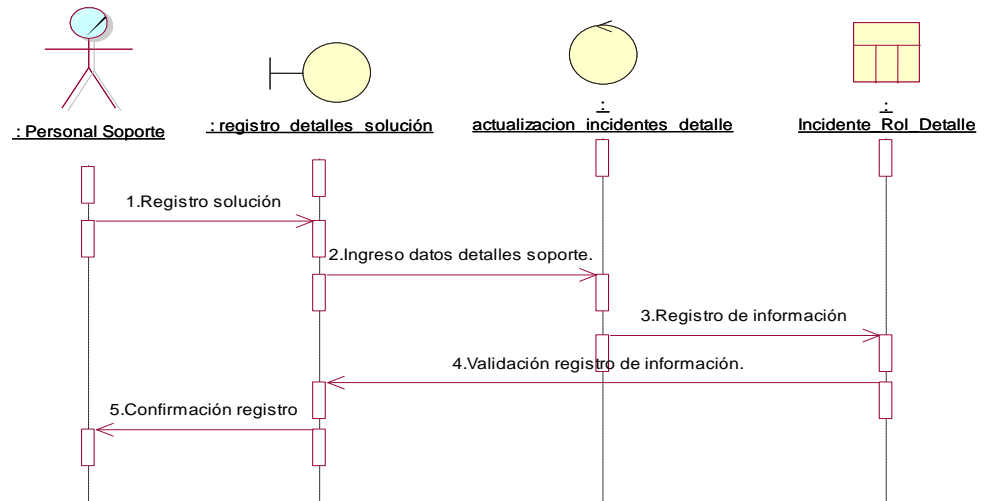 : Personal Soporte
: registro_detalles_solución
:
actualizacion_incidentes_detalle
:
Incidente_Rol_Detalle
1.Registro solución
2.Ingreso datos detalles soporte.
3.Registro de información
4.Validación registro de información.
5.Confirmación registro